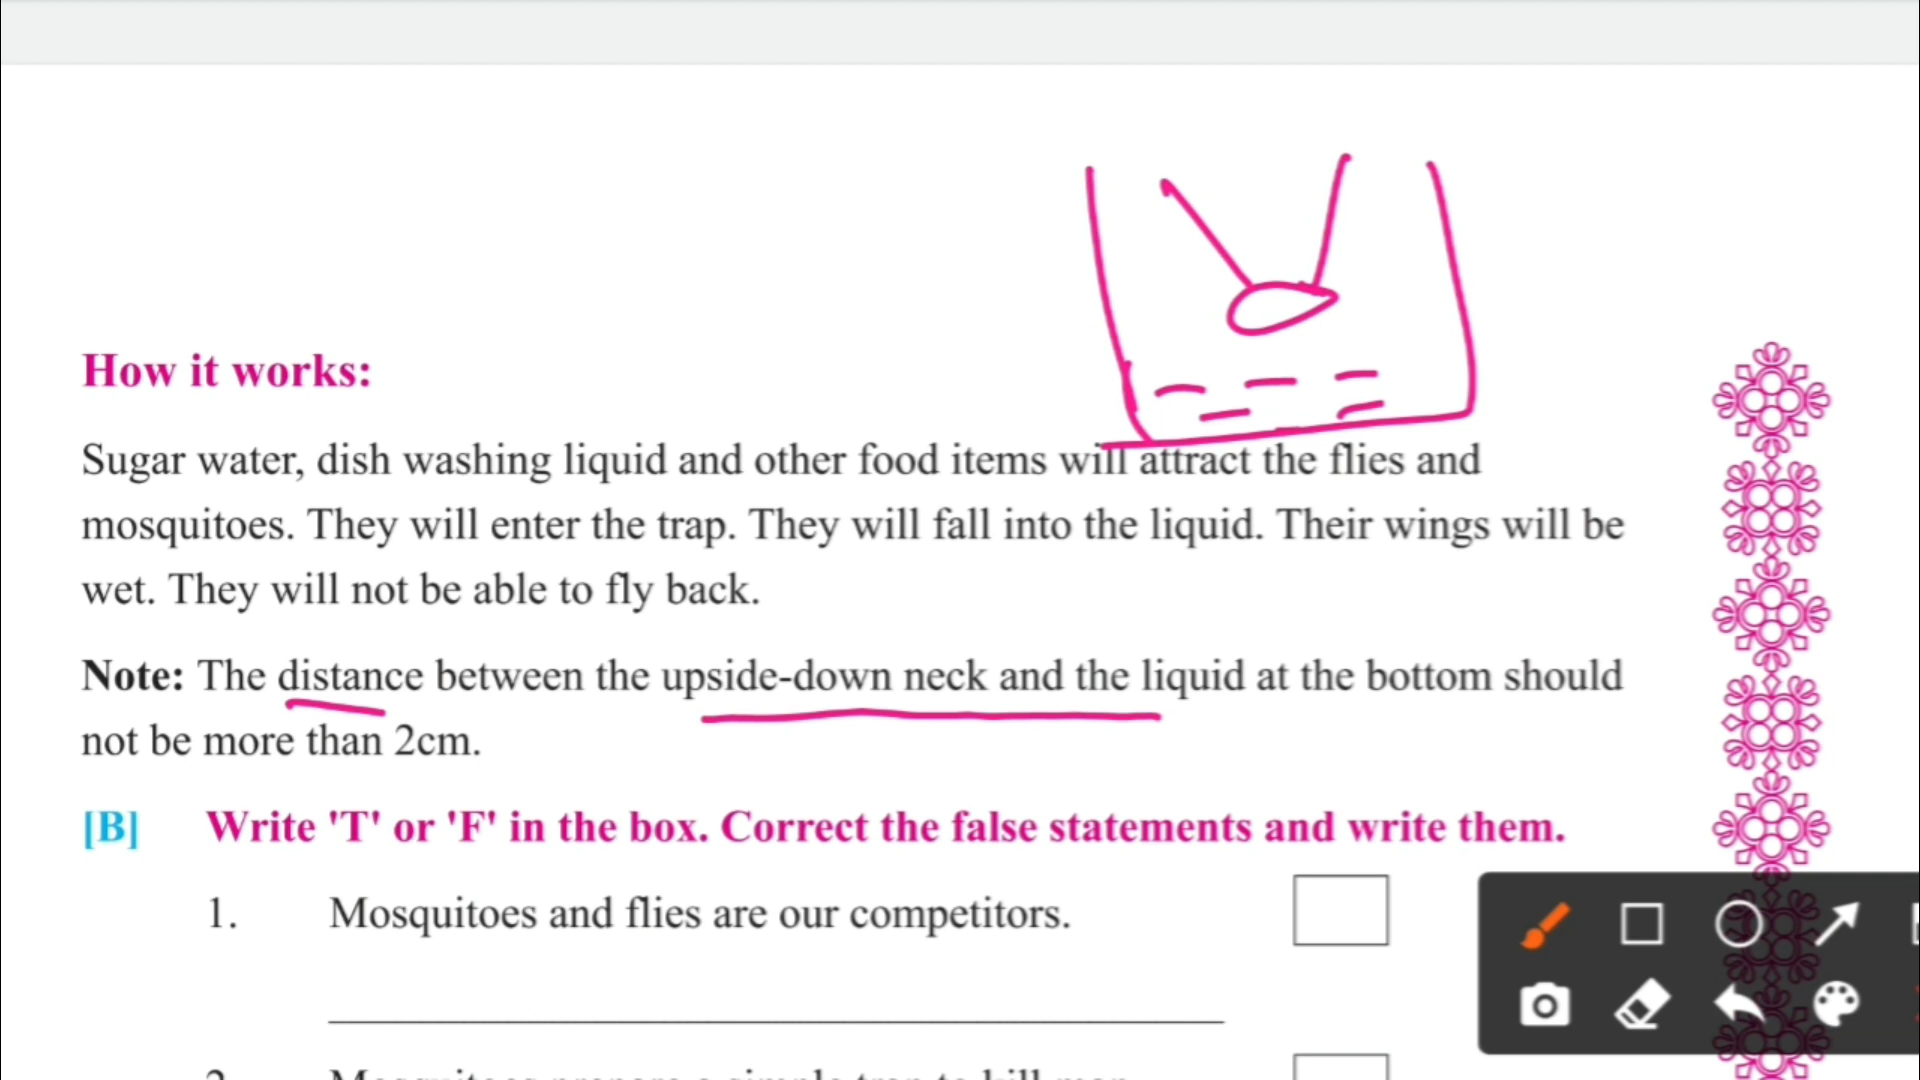 How it works:
Sugar water, dish washing liquid and other food items will attract the flies and
mosquitoes. They will enter the trap. They will fall into the liquid. Their wings will be
wet. They will not be able to fly back.
Note: The distance between the upside-down neck and the liquid at the bottom should
not be more than 2cm.
[B] Write 'T' or 'F' in the box. Correct the false statements and write them.
1. Mosquitoes and flies are our competitors.